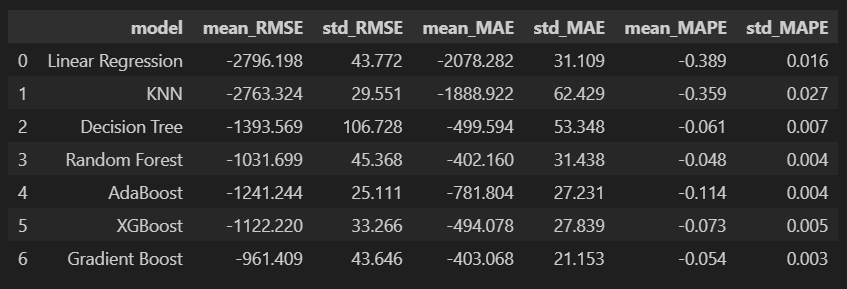 model mean_RMSE std_RMSE mean_MAE std_MAE mean_MAPE std_MAPE
0 Linear Regression -2796.198 43.772 -2078.282 31.109 -0.389 0.016
1 KNN -2763.324 29.551 -1888.922 62.429 -0.359 0.027
2 Decision Tree -1393.569 106.728 -499.594 53.348 -0.061 0.007
3 Random Forest -1031.699 45.368 -402.160 31.438 -0.048 0.004
4 AdaBoost -1241.244 25.111 -781.804 27.231 -0.114 0.004
5 XGBoost -1122.220 33.266 -494.078 27.839 -0.073 0.005
6 Gradient Boost -961.409 43.646 -403.068 21.153 -0.054 0.003